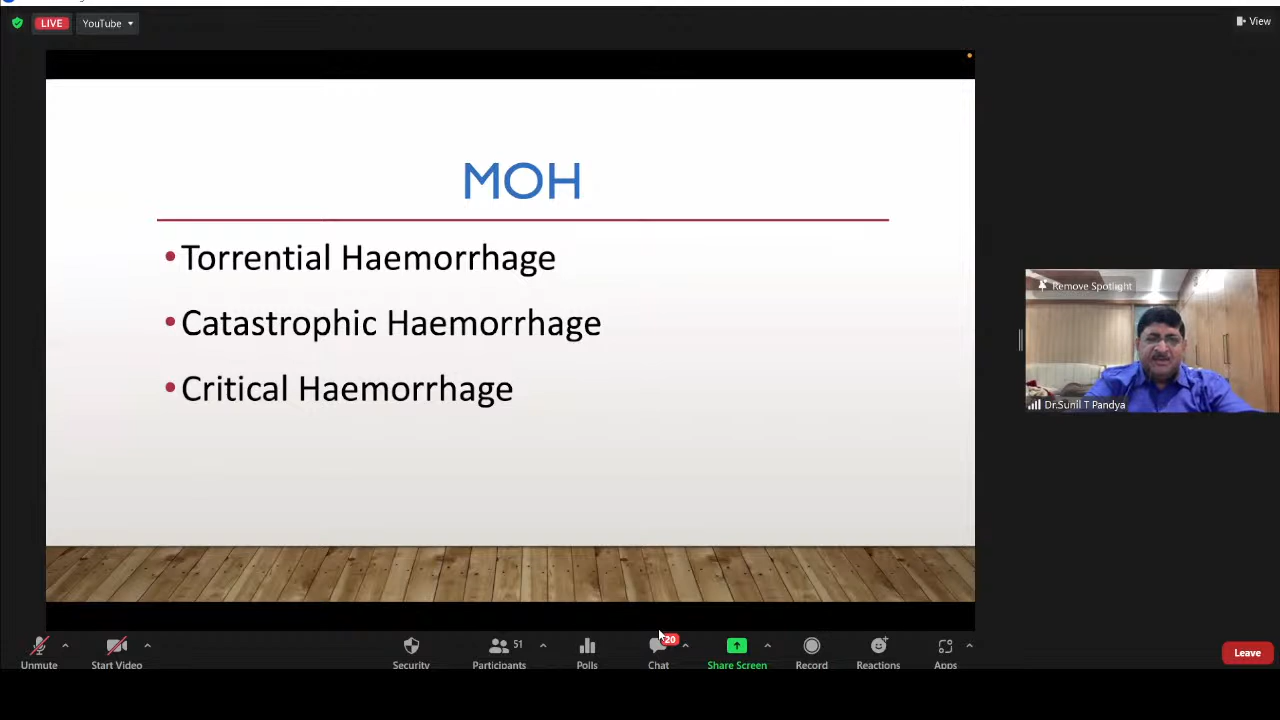 LIVE
YouTube
View
MOH
•Torrential Haemorrhage
•Catastrophic Haemorrhage
•Critical Haemorrhage
Remove Spotlight
Dr.Sunil T Pandya
51
20
Unmute
Start Video
Security
Participants
Polls
Chat
Share Screen
Record
Reactions
Apps
Leave